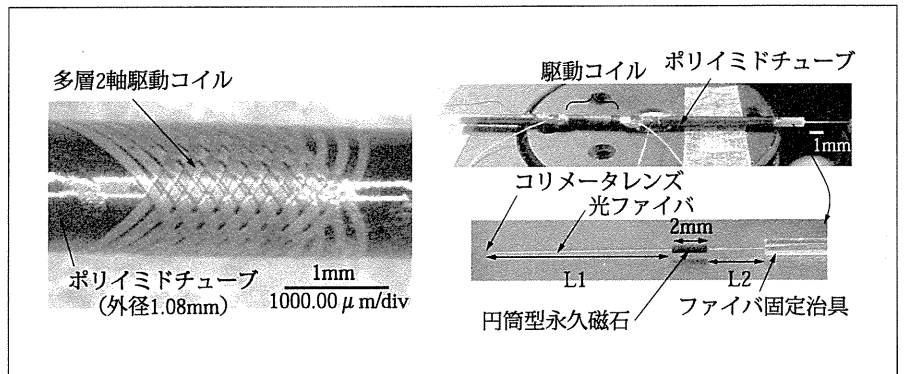 多層2軸駆動コイル
ポリイミドチューブ
(外径1.08mm)
1mm
1000.00μm/div
駆動コイル
ポリイミドチューブ
1mm
コリメータレンズ
光ファイバ
2mm
L1
L2
円筒型永久磁石
ファイバ固定治具